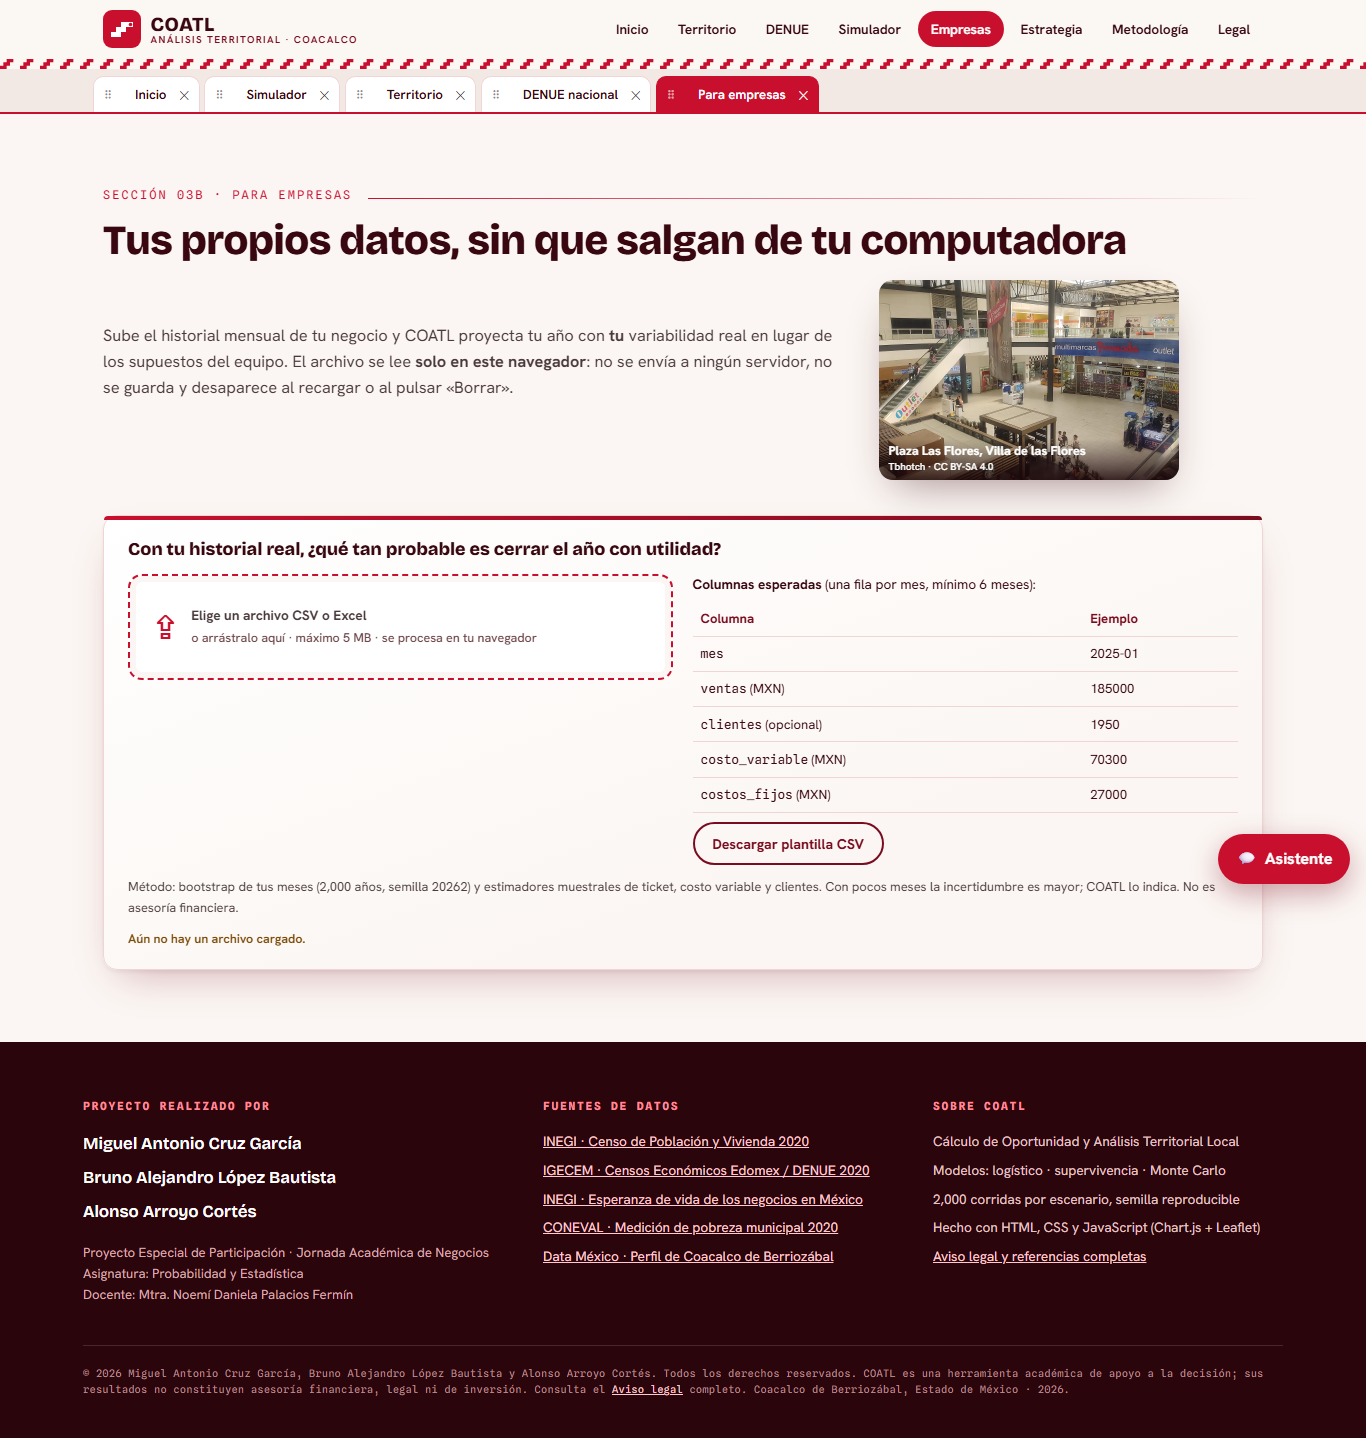 COATL
ANÁLISIS TERRITORIAL · COACALCO
Inicio
Territorio
DENUE
Simulador
Empresas
Estrategia
Metodología
Legal
Inicio
Simulador
Territorio
DENUE nacional
Para empresas
SECCIÓN 03B · PARA EMPRESAS
Tus propios datos, sin que salgan de tu computadora
Sube el historial mensual de tu negocio y COATL proyecta tu año con tu variabilidad real en lugar de
los supuestos del equipo. El archivo se lee solo en este navegador: no se envía a ningún servidor, no
se guarda y desaparece al recargar o al pulsar «Borrar».
multimarcas
outlet
Outlet
Plaza Las Flores, Villa de las Flores
Tbhotch · CC BY-SA 4.0
Con tu historial real, ¿qué tan probable es cerrar el año con utilidad?
Elige un archivo CSV o Excel
o arrástralo aquí · máximo 5 MB · se procesa en tu navegador
Columnas esperadas (una fila por mes, mínimo 6 meses):
Columna Ejemplo
mes 2025-01
ventas (MXN) 185000
clientes (opcional) 1950
costo_variable (MXN) 70300
costos_fijos (MXN) 27000
Descargar plantilla CSV
Asistente
Método: bootstrap de tus meses (2,000 años, semilla 20262) y estimadores muestrales de ticket, costo variable y clientes. Con pocos meses la incertidumbre es mayor; COATL lo indica. No es
asesoría financiera.
Aún no hay un archivo cargado.
PROYECTO REALIZADO POR
Miguel Antonio Cruz García
Bruno Alejandro López Bautista
Alonso Arroyo Cortés
Proyecto Especial de Participación · Jornada Académica de Negocios
Asignatura: Probabilidad y Estadística
Docente: Mtra. Noemí Daniela Palacios Fermín
FUENTES DE DATOS
INEGI · Censo de Población y Vivienda 2020
IGECEM · Censos Económicos Edomex / DENUE 2020
INEGI · Esperanza de vida de los negocios en México
CONEVAL · Medición de pobreza municipal 2020
Data México · Perfil de Coacalco de Berriozábal
SOBRE COATL
Cálculo de Oportunidad y Análisis Territorial Local
Modelos: logístico · supervivencia · Monte Carlo
2,000 corridas por escenario, semilla reproducible
Hecho con HTML, CSS y JavaScript (Chart.js + Leaflet)
Aviso legal y referencias completas
© 2026 Miguel Antonio Cruz García, Bruno Alejandro López Bautista y Alonso Arroyo Cortés. Todos los derechos reservados. COATL es una herramienta académica de apoyo a la decisión; sus
resultados no constituyen asesoría financiera, legal ni de inversión. Consulta el Aviso legal completo. Coacalco de Berriozábal, Estado de México · 2026.